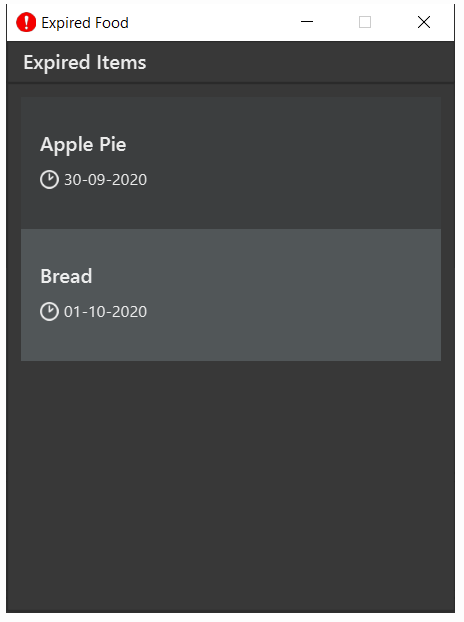 Expired Food
Expired Items
Apple Pie
30-09-2020
Bread
01-10-2020